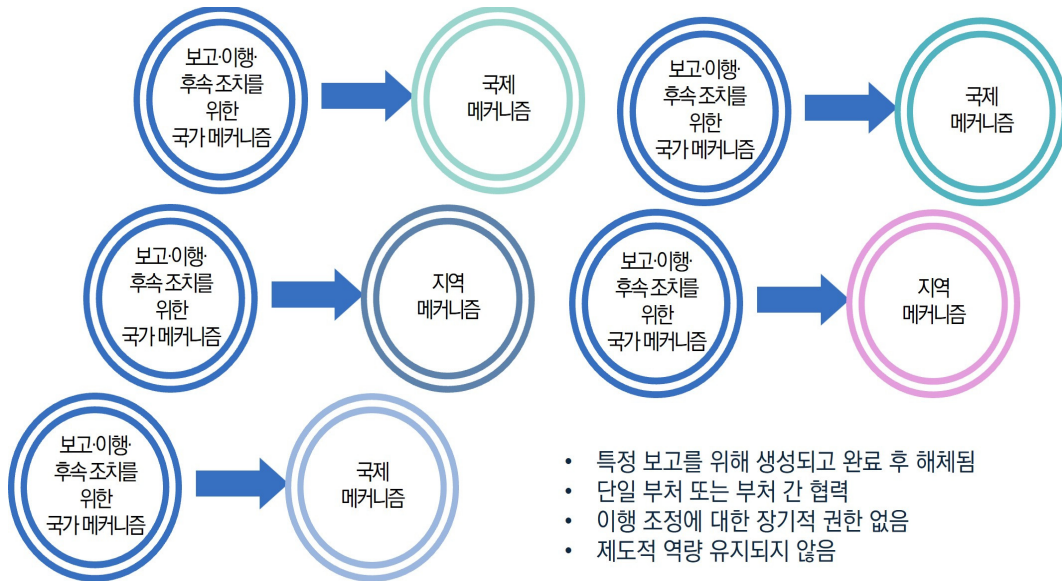 보고·이행·
후속 조치를
위한
국가 메커니즘
국제
메커니즘
보고·이행·
후속 조치를
위한
국가 메커니즘
국제
메커니즘
보고·이행·
후속 조치를
위한
국가 메커니즘
지역
메커니즘
보고·이행·
후속 조치를
위한
국가 메커니즘
지역
메커니즘
보고·이행·
후속 조치를
위한
국가 메커니즘
국제
메커니즘
• 특정 보고를 위해 생성되고 완료 후 해체됨
• 단일 부처 또는 부처 간 협력
• 이행 조정에 대한 장기적 권한 없음
• 제도적 역량 유지되지 않음